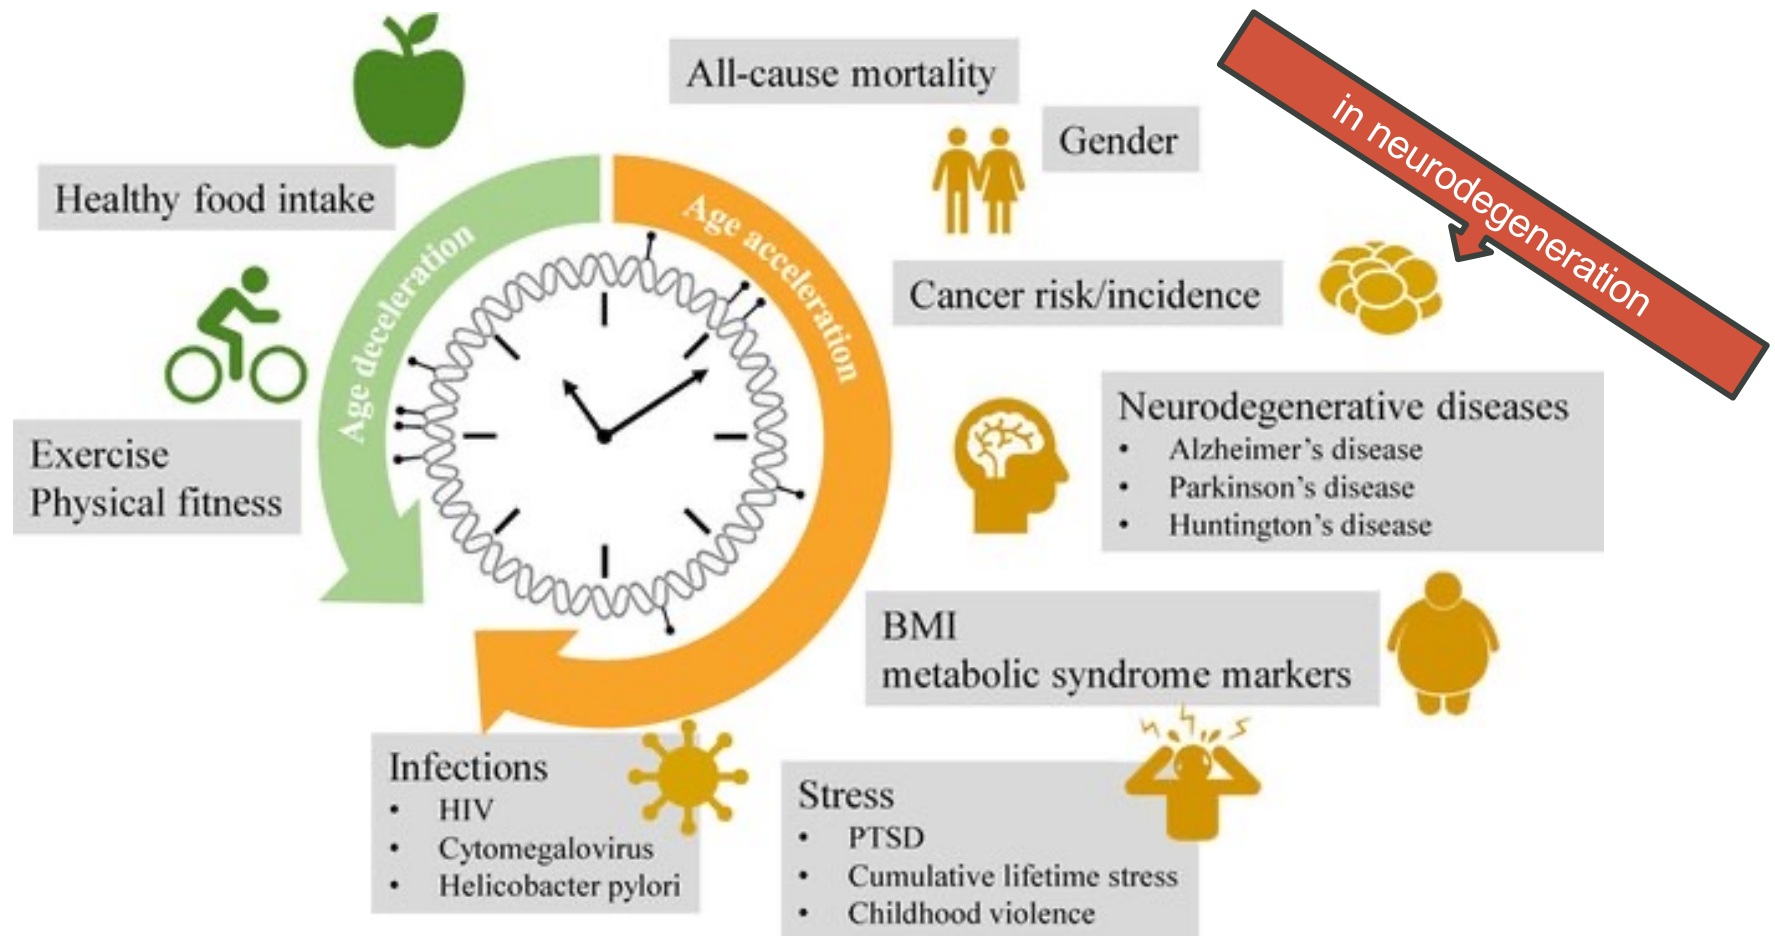 All-cause mortality
Gender
in neurodegeneration
Healthy food intake
Age deceleration
Age acceleration
Cancer risk/incidence
Exercise
Physical fitness
Neurodegenerative diseases
• Alzheimer’s disease
• Parkinson’s disease
• Huntington’s disease
BMI
metabolic syndrome markers
Infections
• HIV
• Cytomegalovirus
• Helicobacter pylori
Stress
• PTSD
• Cumulative lifetime stress
• Childhood violence